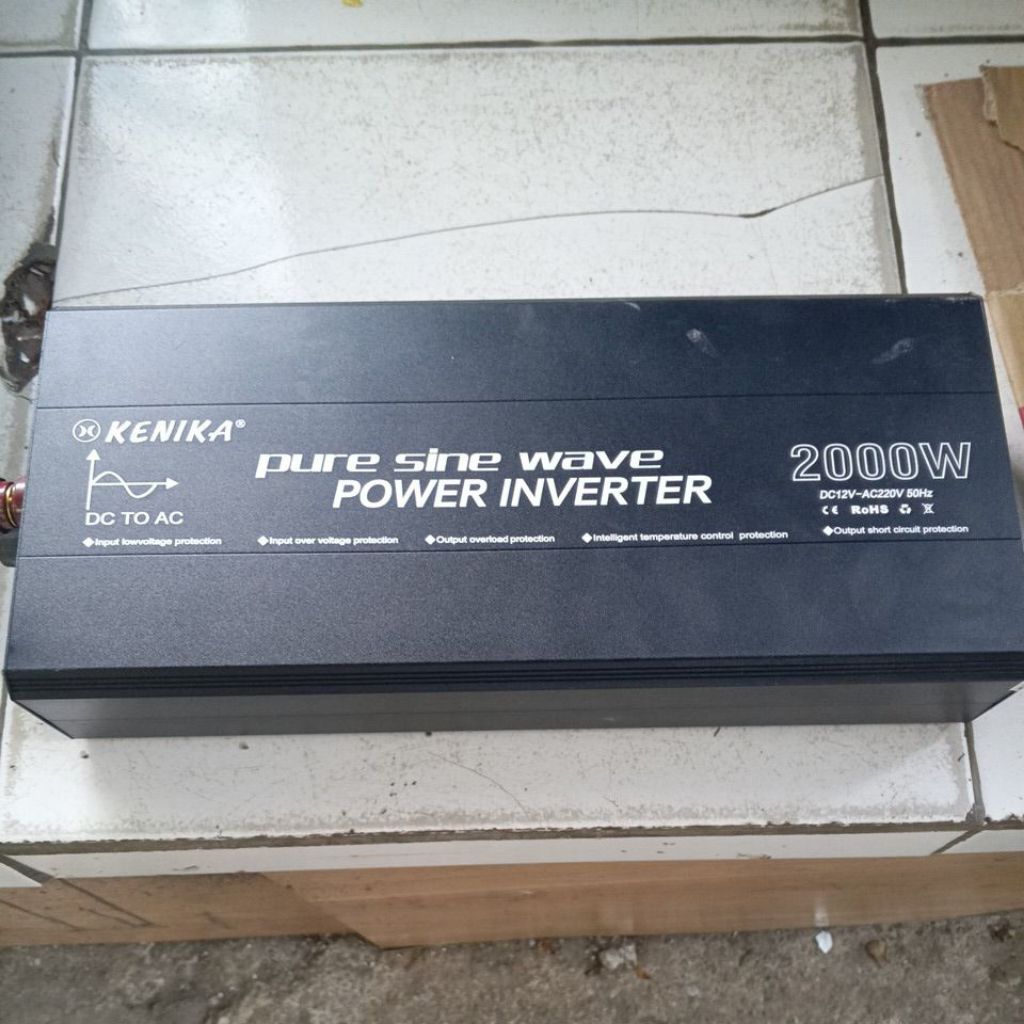 KENIKA®
pure sine wave
POWER INVERTER
2000W
DC12V~AC220V 50Hz
CE RoHS
DC TO AC
◆Input lowvoltage protection ◆Input over voltage protection ◆Output overload protection ◆Intelligent temperature control protection ◆Output short circuit protection